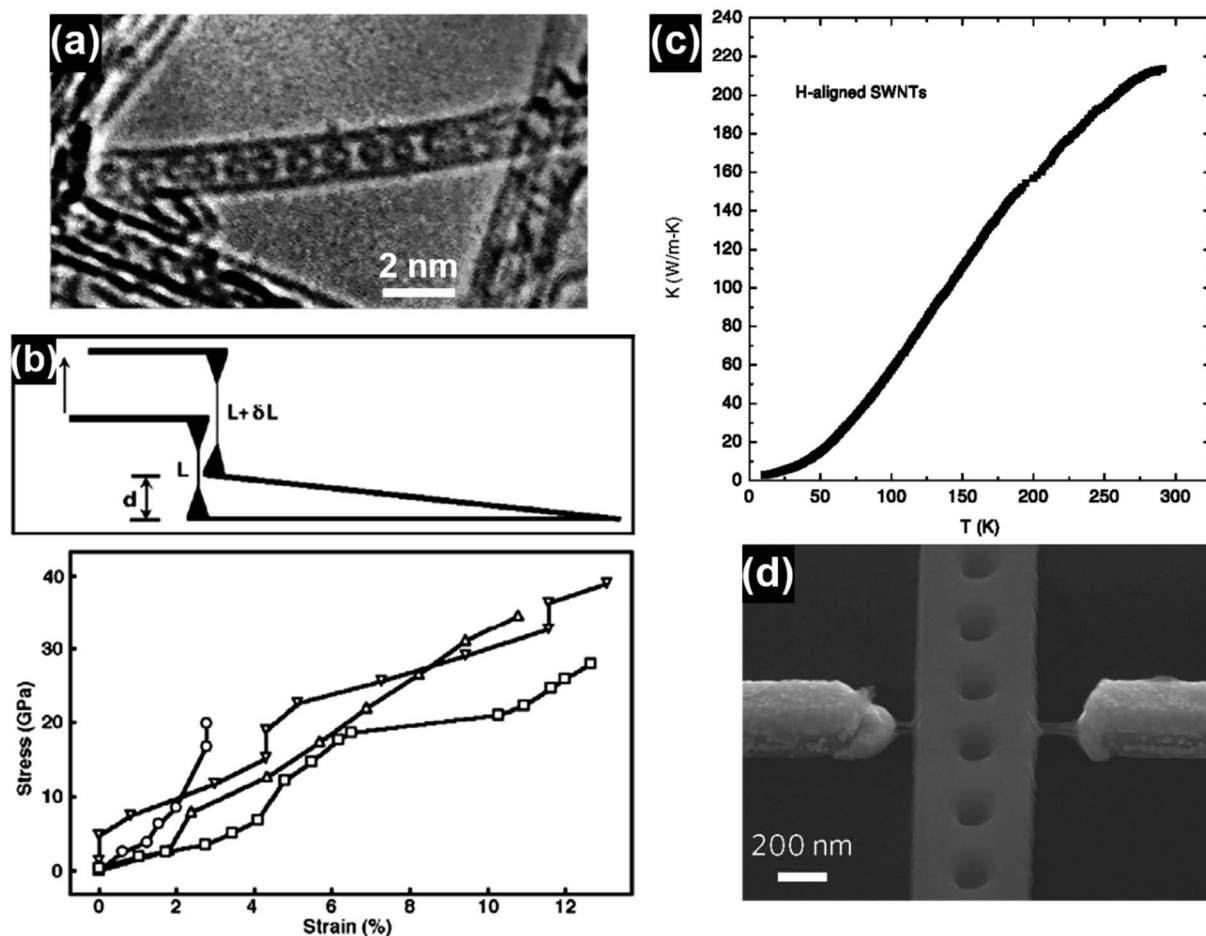 (a)
2 nm
(b)
L+ δL
L
d
Stress (GPa)
40
30
20
10
0
0 2 4 6 8 10 12
Strain (%)
(c)
H-aligned SWNTs
K (W/m-K)
220
200
180
160
140
120
100
80
60
40
20
0
0 50 100 150 200 250 300
T (K)
(d)
200 nm